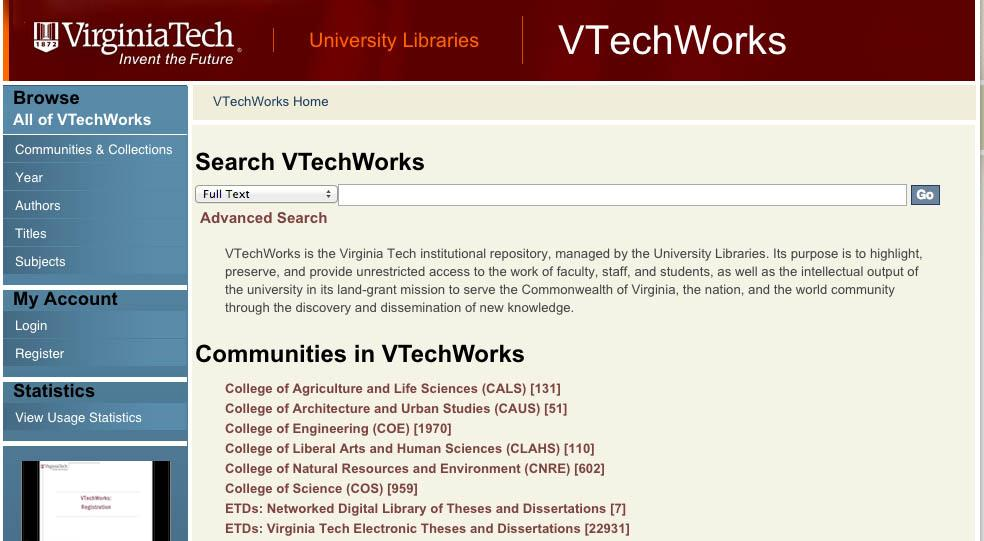 1872
VirginiaTech
Invent the Future
University Libraries
VTechWorks
Browse
All of VTechWorks
Communities & Collections
Year
Authors
Titles
Subjects
My Account
Login
Register
Statistics
View Usage Statistics
VirginiaTech
VTechWorks:
Registration
VTechWorks Home
Search VTechWorks
Full Text
Go
Advanced Search
VTechWorks is the Virginia Tech institutional repository, managed by the University Libraries. Its purpose is to highlight,
preserve, and provide unrestricted access to the work of faculty, staff, and students, as well as the intellectual output of
the university in its land-grant mission to serve the Commonwealth of Virginia, the nation, and the world community
through the discovery and dissemination of new knowledge.
Communities in VTechWorks
College of Agriculture and Life Sciences (CALS) [131]
College of Architecture and Urban Studies (CAUS) [51]
College of Engineering (COE) [1970]
College of Liberal Arts and Human Sciences (CLAHS) [110]
College of Natural Resources and Environment (CNRE) [602]
College of Science (COS) [959]
ETDs: Networked Digital Library of Theses and Dissertations [7]
ETDs: Virginia Tech Electronic Theses and Dissertations [22931]